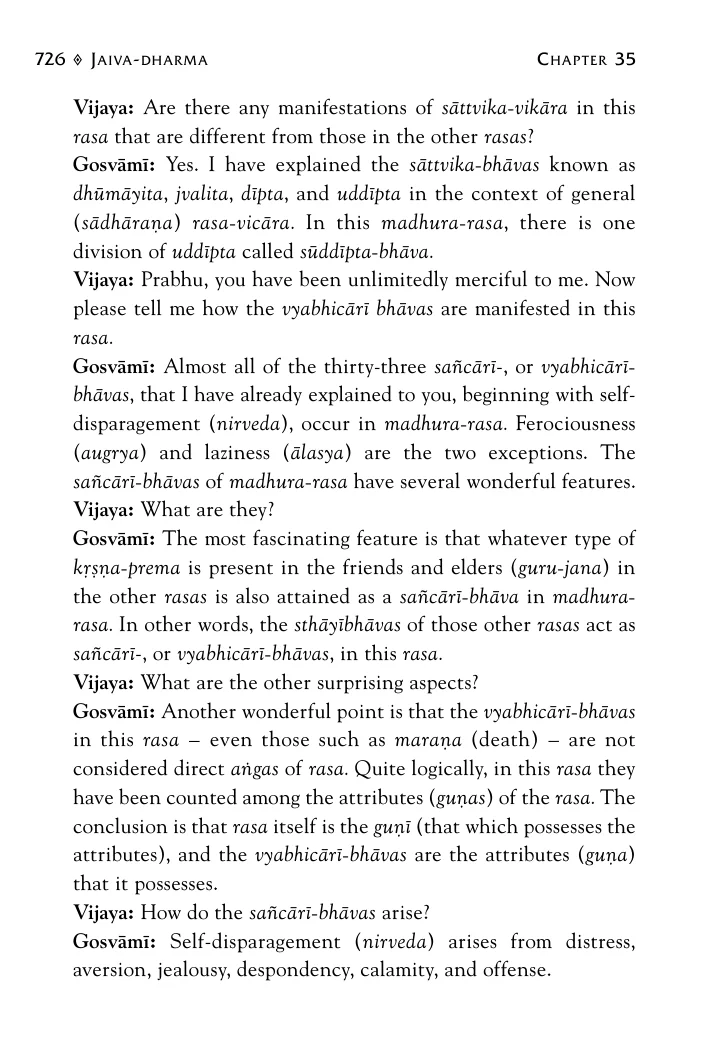 726 ◈ JAIVA-DHARMA CHAPTER 35
Vijaya: Are there any manifestations of sāttvika-vikāra in this
rasa that are different from those in the other rasas?
Gosvāmī: Yes. I have explained the sāttvika-bhāvas known as
dhūmāyita, jvalita, dīpta, and uddīpta in the context of general
(sādhāraṇa) rasa-vicāra. In this madhura-rasa, there is one
division of uddīpta called sūddīpta-bhāva.
Vijaya: Prabhu, you have been unlimitedly merciful to me. Now
please tell me how the vyabhicārī bhāvas are manifested in this
rasa.
Gosvāmī: Almost all of the thirty-three sañcārī-, or vyabhicārī-
bhāvas, that I have already explained to you, beginning with self-
disparagement (nirveda), occur in madhura-rasa. Ferociousness
(augrya) and laziness (ālasya) are the two exceptions. The
sañcārī-bhāvas of madhura-rasa have several wonderful features.
Vijaya: What are they?
Gosvāmī: The most fascinating feature is that whatever type of
kṛṣṇa-prema is present in the friends and elders (guru-jana) in
the other rasas is also attained as a sañcārī-bhāva in madhura-
rasa. In other words, the sthāyībhāvas of those other rasas act as
sañcārī-, or vyabhicārī-bhāvas, in this rasa.
Vijaya: What are the other surprising aspects?
Gosvāmī: Another wonderful point is that the vyabhicārī-bhāvas
in this rasa – even those such as maraṇa (death) – are not
considered direct aṅgas of rasa. Quite logically, in this rasa they
have been counted among the attributes (guṇas) of the rasa. The
conclusion is that rasa itself is the guṇī (that which possesses the
attributes), and the vyabhicārī-bhāvas are the attributes (guṇa)
that it possesses.
Vijaya: How do the sañcārī-bhāvas arise?
Gosvāmī: Self-disparagement (nirveda) arises from distress,
aversion, jealousy, despondency, calamity, and offense.